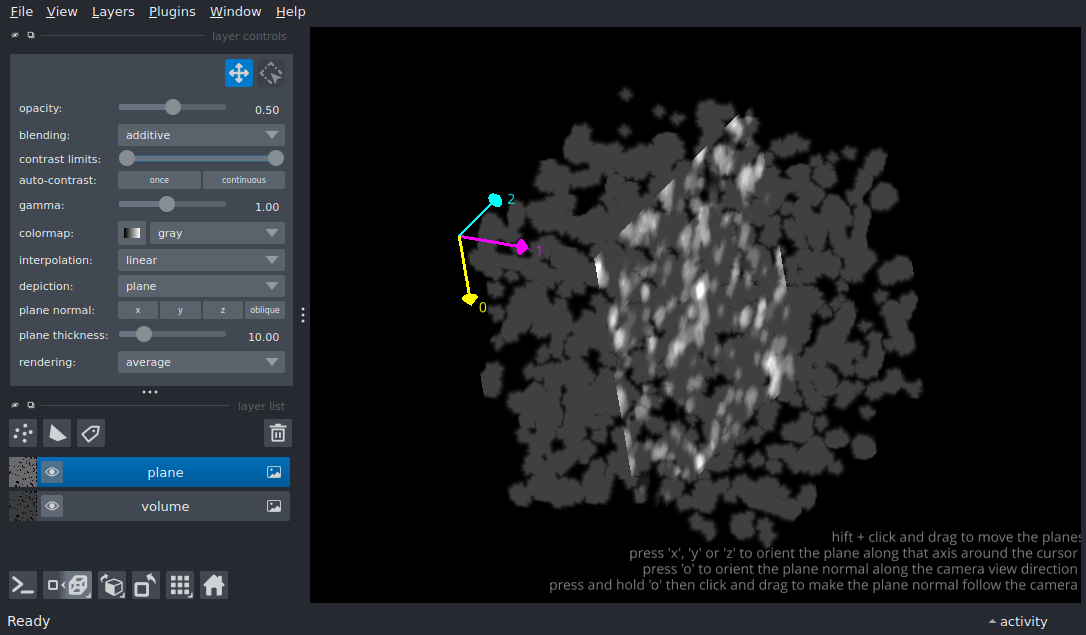 File View Layers Plugins Window Help
layer controls
opacity: 0.50
blending: additive
contrast limits:
auto-contrast: once continuous
gamma: 1.00
colormap: gray
interpolation: linear
depiction: plane
plane normal: x y z oblique
plane thickness: 10.00
rendering: average
layer list
plane
volume
2
1
0
hift + click and drag to move the planes
press 'x', 'y' or 'z' to orient the plane along that axis around the cursor
press 'o' to orient the plane normal along the camera view direction
press and hold 'o' then click and drag to make the plane normal follow the camera
Ready
activity